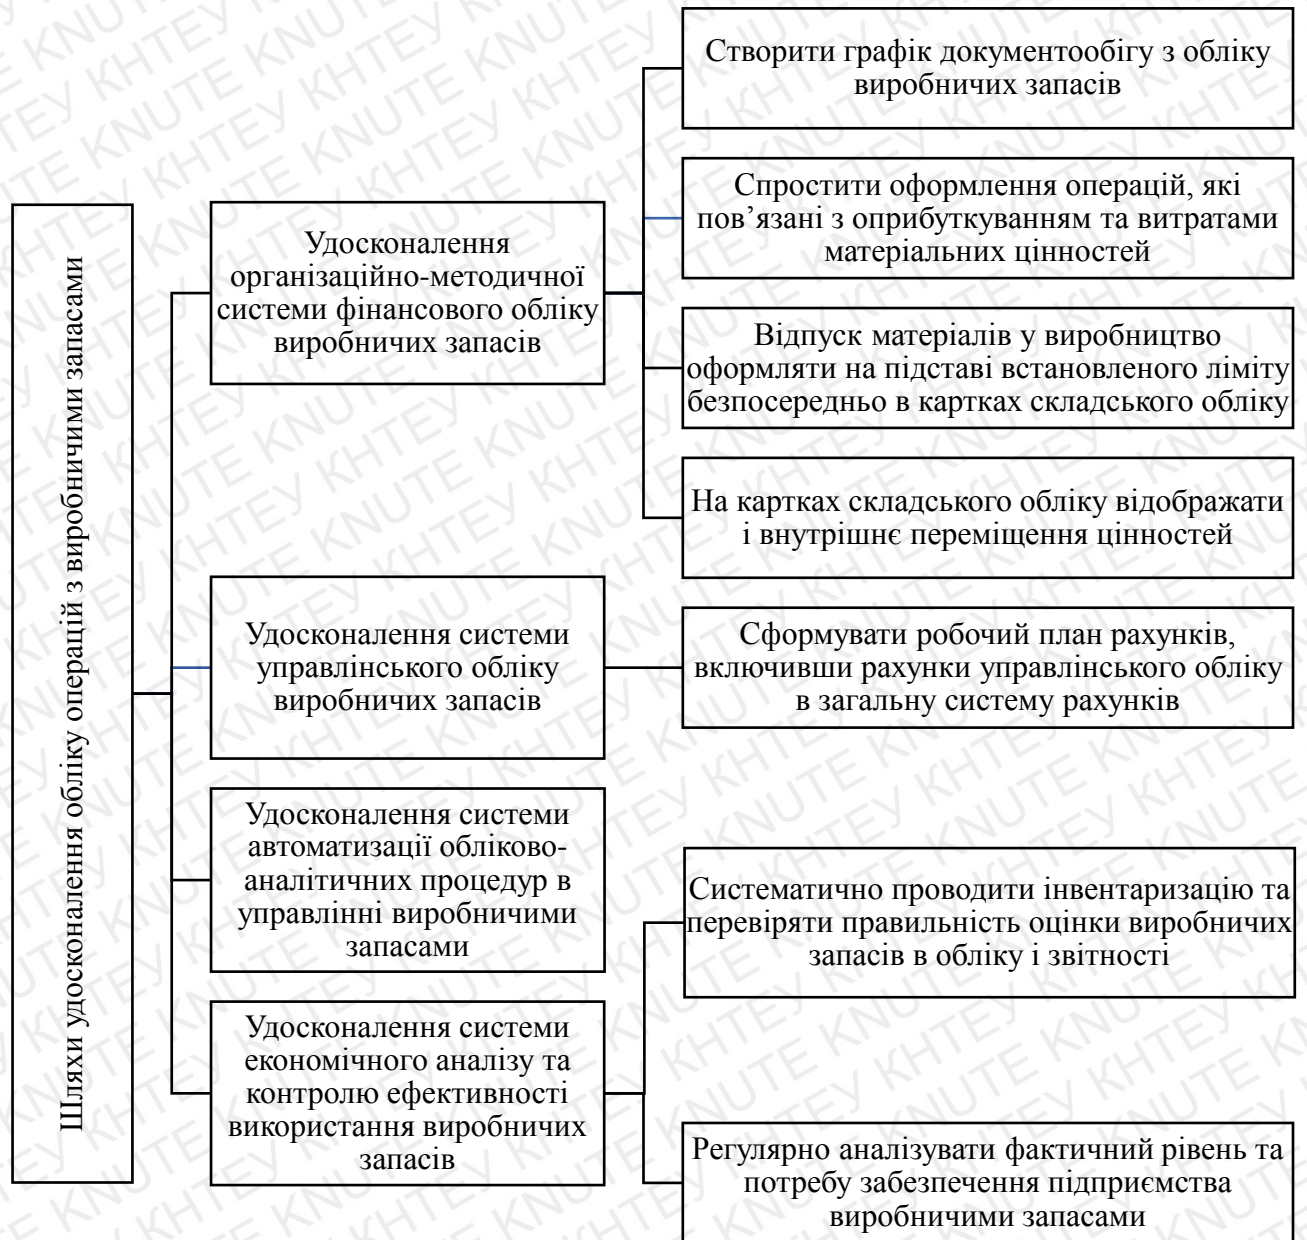 Шляхи удосконалення обліку операцій з виробничими запасами
Удосконалення
організаційно-методичної
системи фінансового обліку
виробничих запасів
Створити графік документообігу з обліку
виробничих запасів
Спростити оформлення операцій, які
пов’язані з оприбуткуванням та витратами
матеріальних цінностей
Відпуск матеріалів у виробництво
оформляти на підставі встановленого ліміту
безпосередньо в картках складського обліку
На картках складського обліку відображати
і внутрішнє переміщення цінностей
Удосконалення системи
управлінського обліку
виробничих запасів
Сформувати робочий план рахунків,
включивши рахунки управлінського обліку
в загальну систему рахунків
Удосконалення системи
автоматизації обліково-
аналітичних процедур в
управлінні виробничими
запасами
Удосконалення системи
економічного аналізу та
контролю ефективності
використання виробничих
запасів
Систематично проводити інвентаризацію та
перевіряти правильність оцінки виробничих
запасів в обліку і звітності
Регулярно аналізувати фактичний рівень та
потребу забезпечення підприємства
виробничими запасами